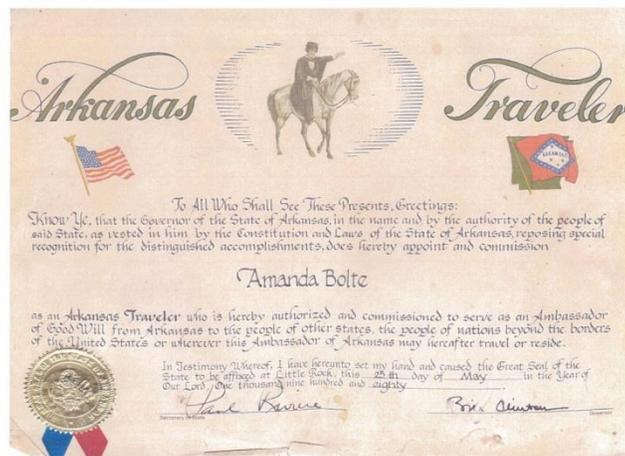 Arkansas Traveler
ARKANSAS
To All Who Shall See These Presents, Greetings:
Know Ye, that the Governor of the State of Arkansas, in the name and by the authority of the people of
said State, as vested in him by the Constitution and Laws of the State of Arkansas, reposing special
recognition for the distinguished accomplishments, does hereby appoint and commission
Amanda Bolte
as an Arkansas Traveler who is hereby authorized and commissioned to serve as an Ambassador
of Good Will from Arkansas to the people of other states, the people of nations beyond the borders
of the United States or wherever this Ambassador of Arkansas may hereafter travel or reside.
In Testimony Whereof, I have hereunto set my hand and caused the Great Seal of the
State to be affixed at Little Rock, this 25th day of May in the Year of
Our Lord, One thousand nine hundred and eighty
Secretary of State Governor